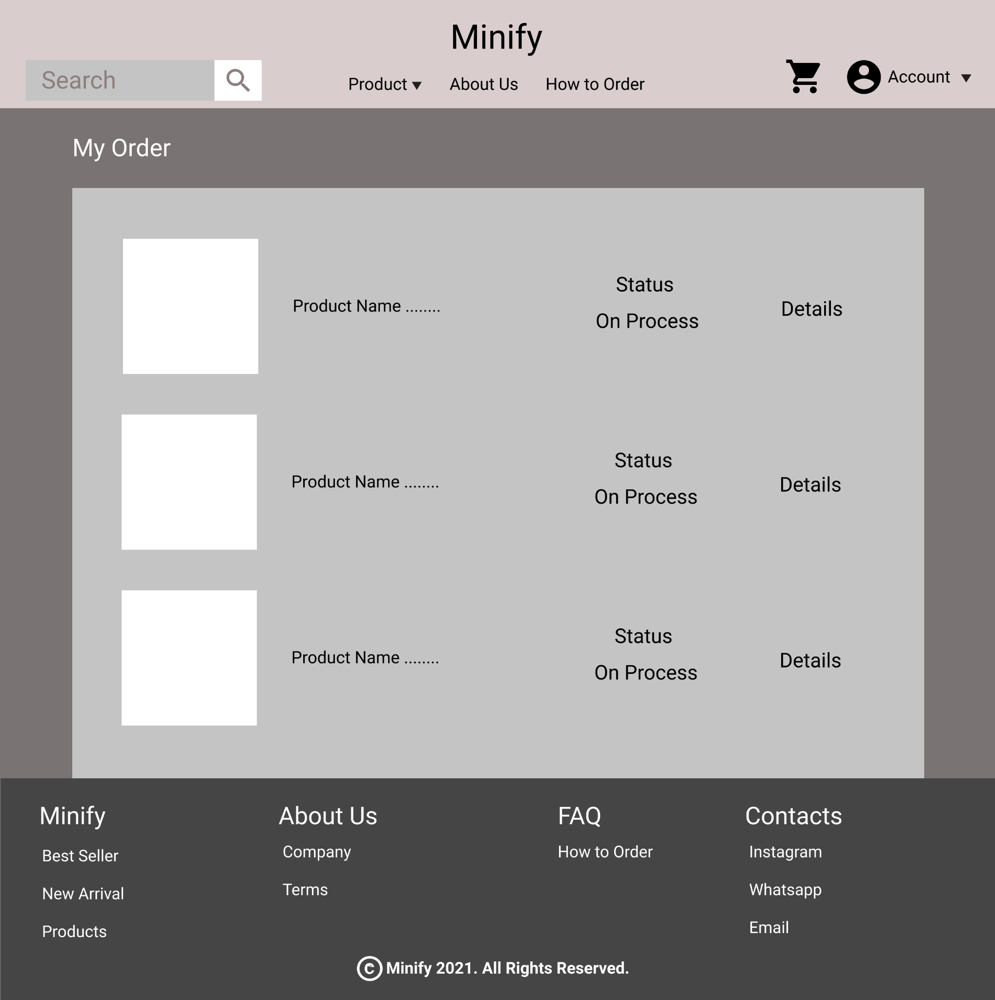 Minify
Search
Product
About Us
How to Order
Account
My Order
Product Name ........
Status
On Process
Details
Product Name ........
Status
On Process
Details
Product Name ........
Status
On Process
Details
Minify
Best Seller
New Arrival
Products
About Us
Company
Terms
FAQ
How to Order
Contacts
Instagram
Whatsapp
Email
© Minify 2021. All Rights Reserved.